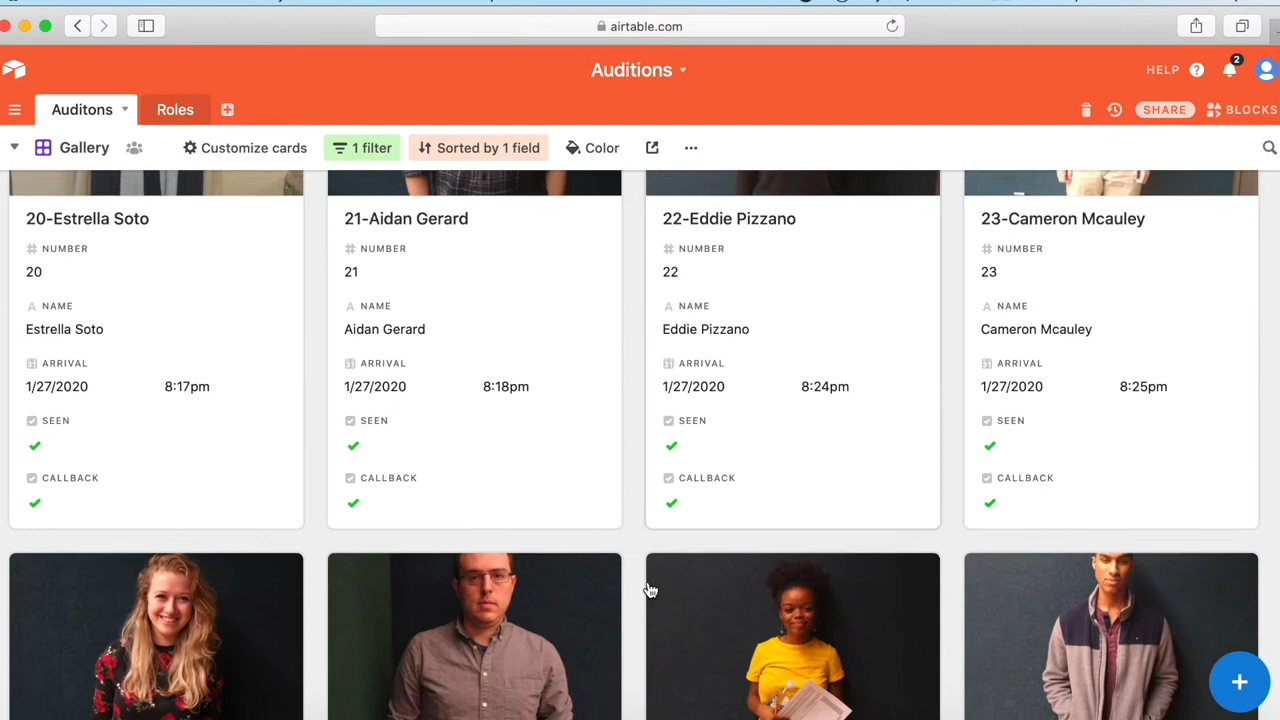 airtable.com
Auditions
HELP
2
Auditons
Roles
SHARE
BLOCKS
Gallery
Customize cards
1 filter
Sorted by 1 field
Color
20-Estrella Soto
21-Aidan Gerard
22-Eddie Pizzano
23-Cameron Mcauley
NUMBER
NUMBER
NUMBER
NUMBER
20
21
22
23
NAME
NAME
NAME
NAME
Estrella Soto
Aidan Gerard
Eddie Pizzano
Cameron Mcauley
ARRIVAL
ARRIVAL
ARRIVAL
ARRIVAL
1/27/2020 8:17pm
1/27/2020 8:18pm
1/27/2020 8:24pm
1/27/2020 8:25pm
SEEN
SEEN
SEEN
SEEN
CALLBACK
CALLBACK
CALLBACK
CALLBACK